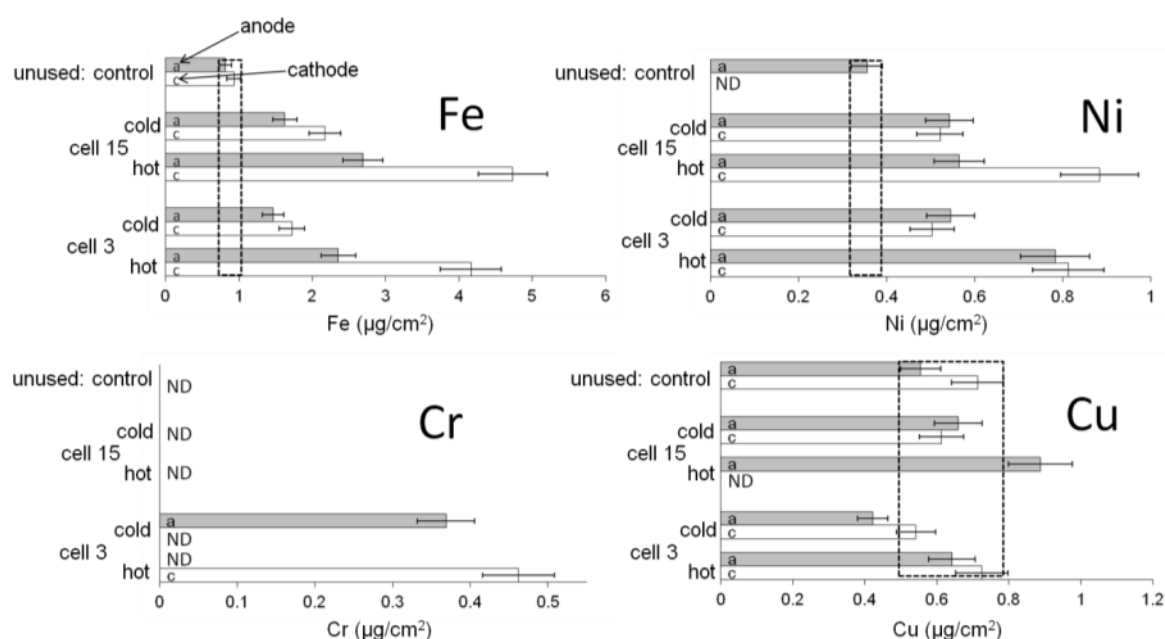 anode
cathode
unused: control
a
c
Fe
cold
cell 15
hot
a
c
a
c
cold
cell 3
hot
a
c
a
c
0 1 2 3 4 5 6
Fe (µg/cm²)
a
ND
Ni
cold
cell 15
hot
a
c
a
c
cold
cell 3
hot
a
c
a
c
0 0.2 0.4 0.6 0.8 1
Ni (µg/cm²)
unused: control
ND
Cr
cold
cell 15
hot
ND
ND
cold
cell 3
hot
a
ND
ND
c
0 0.1 0.2 0.3 0.4 0.5
Cr (µg/cm²)
unused: control
a
c
Cu
cold
cell 15
hot
a
c
a
ND
cold
cell 3
hot
a
c
a
c
0 0.2 0.4 0.6 0.8 1 1.2
Cu (µg/cm²)